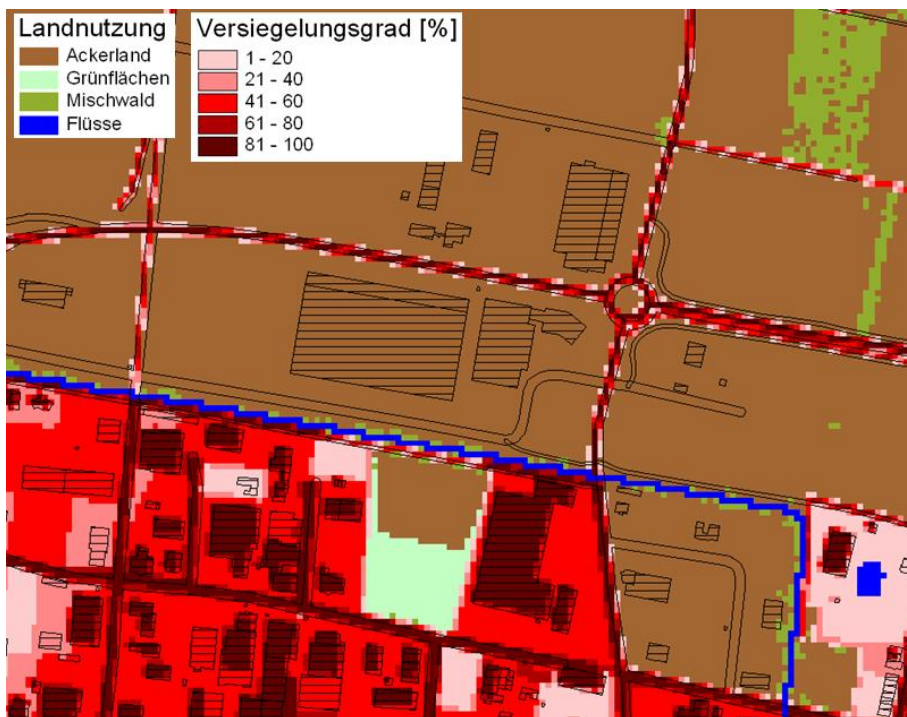 Landnutzung
Ackerland
Grünflächen
Mischwald
Flüsse
Versiegelungsgrad [%]
1 - 20
21 - 40
41 - 60
61 - 80
81 - 100